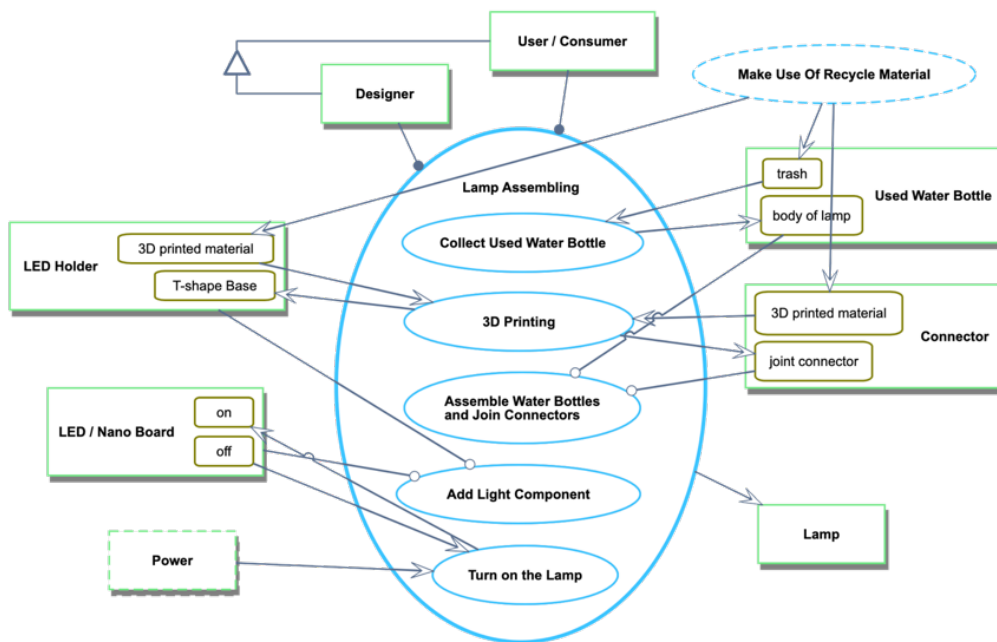 User / Consumer
Designer
Make Use Of Recycle Material
Lamp Assembling
trash
Used Water Bottle
body of lamp
Collect Used Water Bottle
3D printed material
LED Holder
T-shape Base
3D Printing
3D printed material
Connector
joint connector
Assemble Water Bottles
and Join Connectors
on
LED / Nano Board
off
Add Light Component
Lamp
Power
Turn on the Lamp